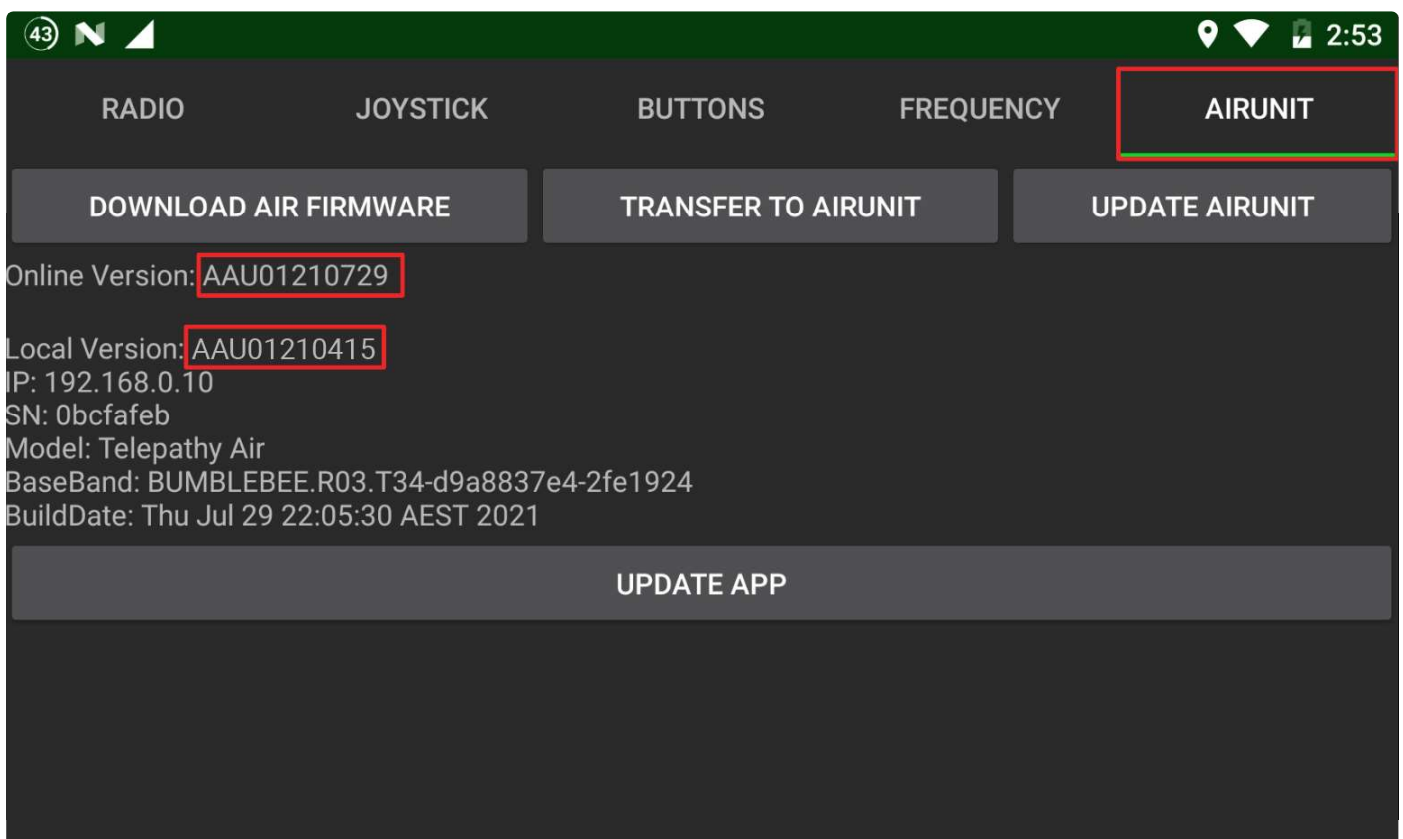 43 N 2:53
RADIO JOYSTICK BUTTONS FREQUENCY AIRUNIT
DOWNLOAD AIR FIRMWARE TRANSFER TO AIRUNIT UPDATE AIRUNIT
Online Version: AAU01210729
Local Version: AAU01210415
IP: 192.168.0.10
SN: 0bcfafeb
Model: Telepathy Air
BaseBand: BUMBLEBEE.R03.T34-d9a8837e4-2fe1924
BuildDate: Thu Jul 29 22:05:30 AEST 2021
UPDATE APP